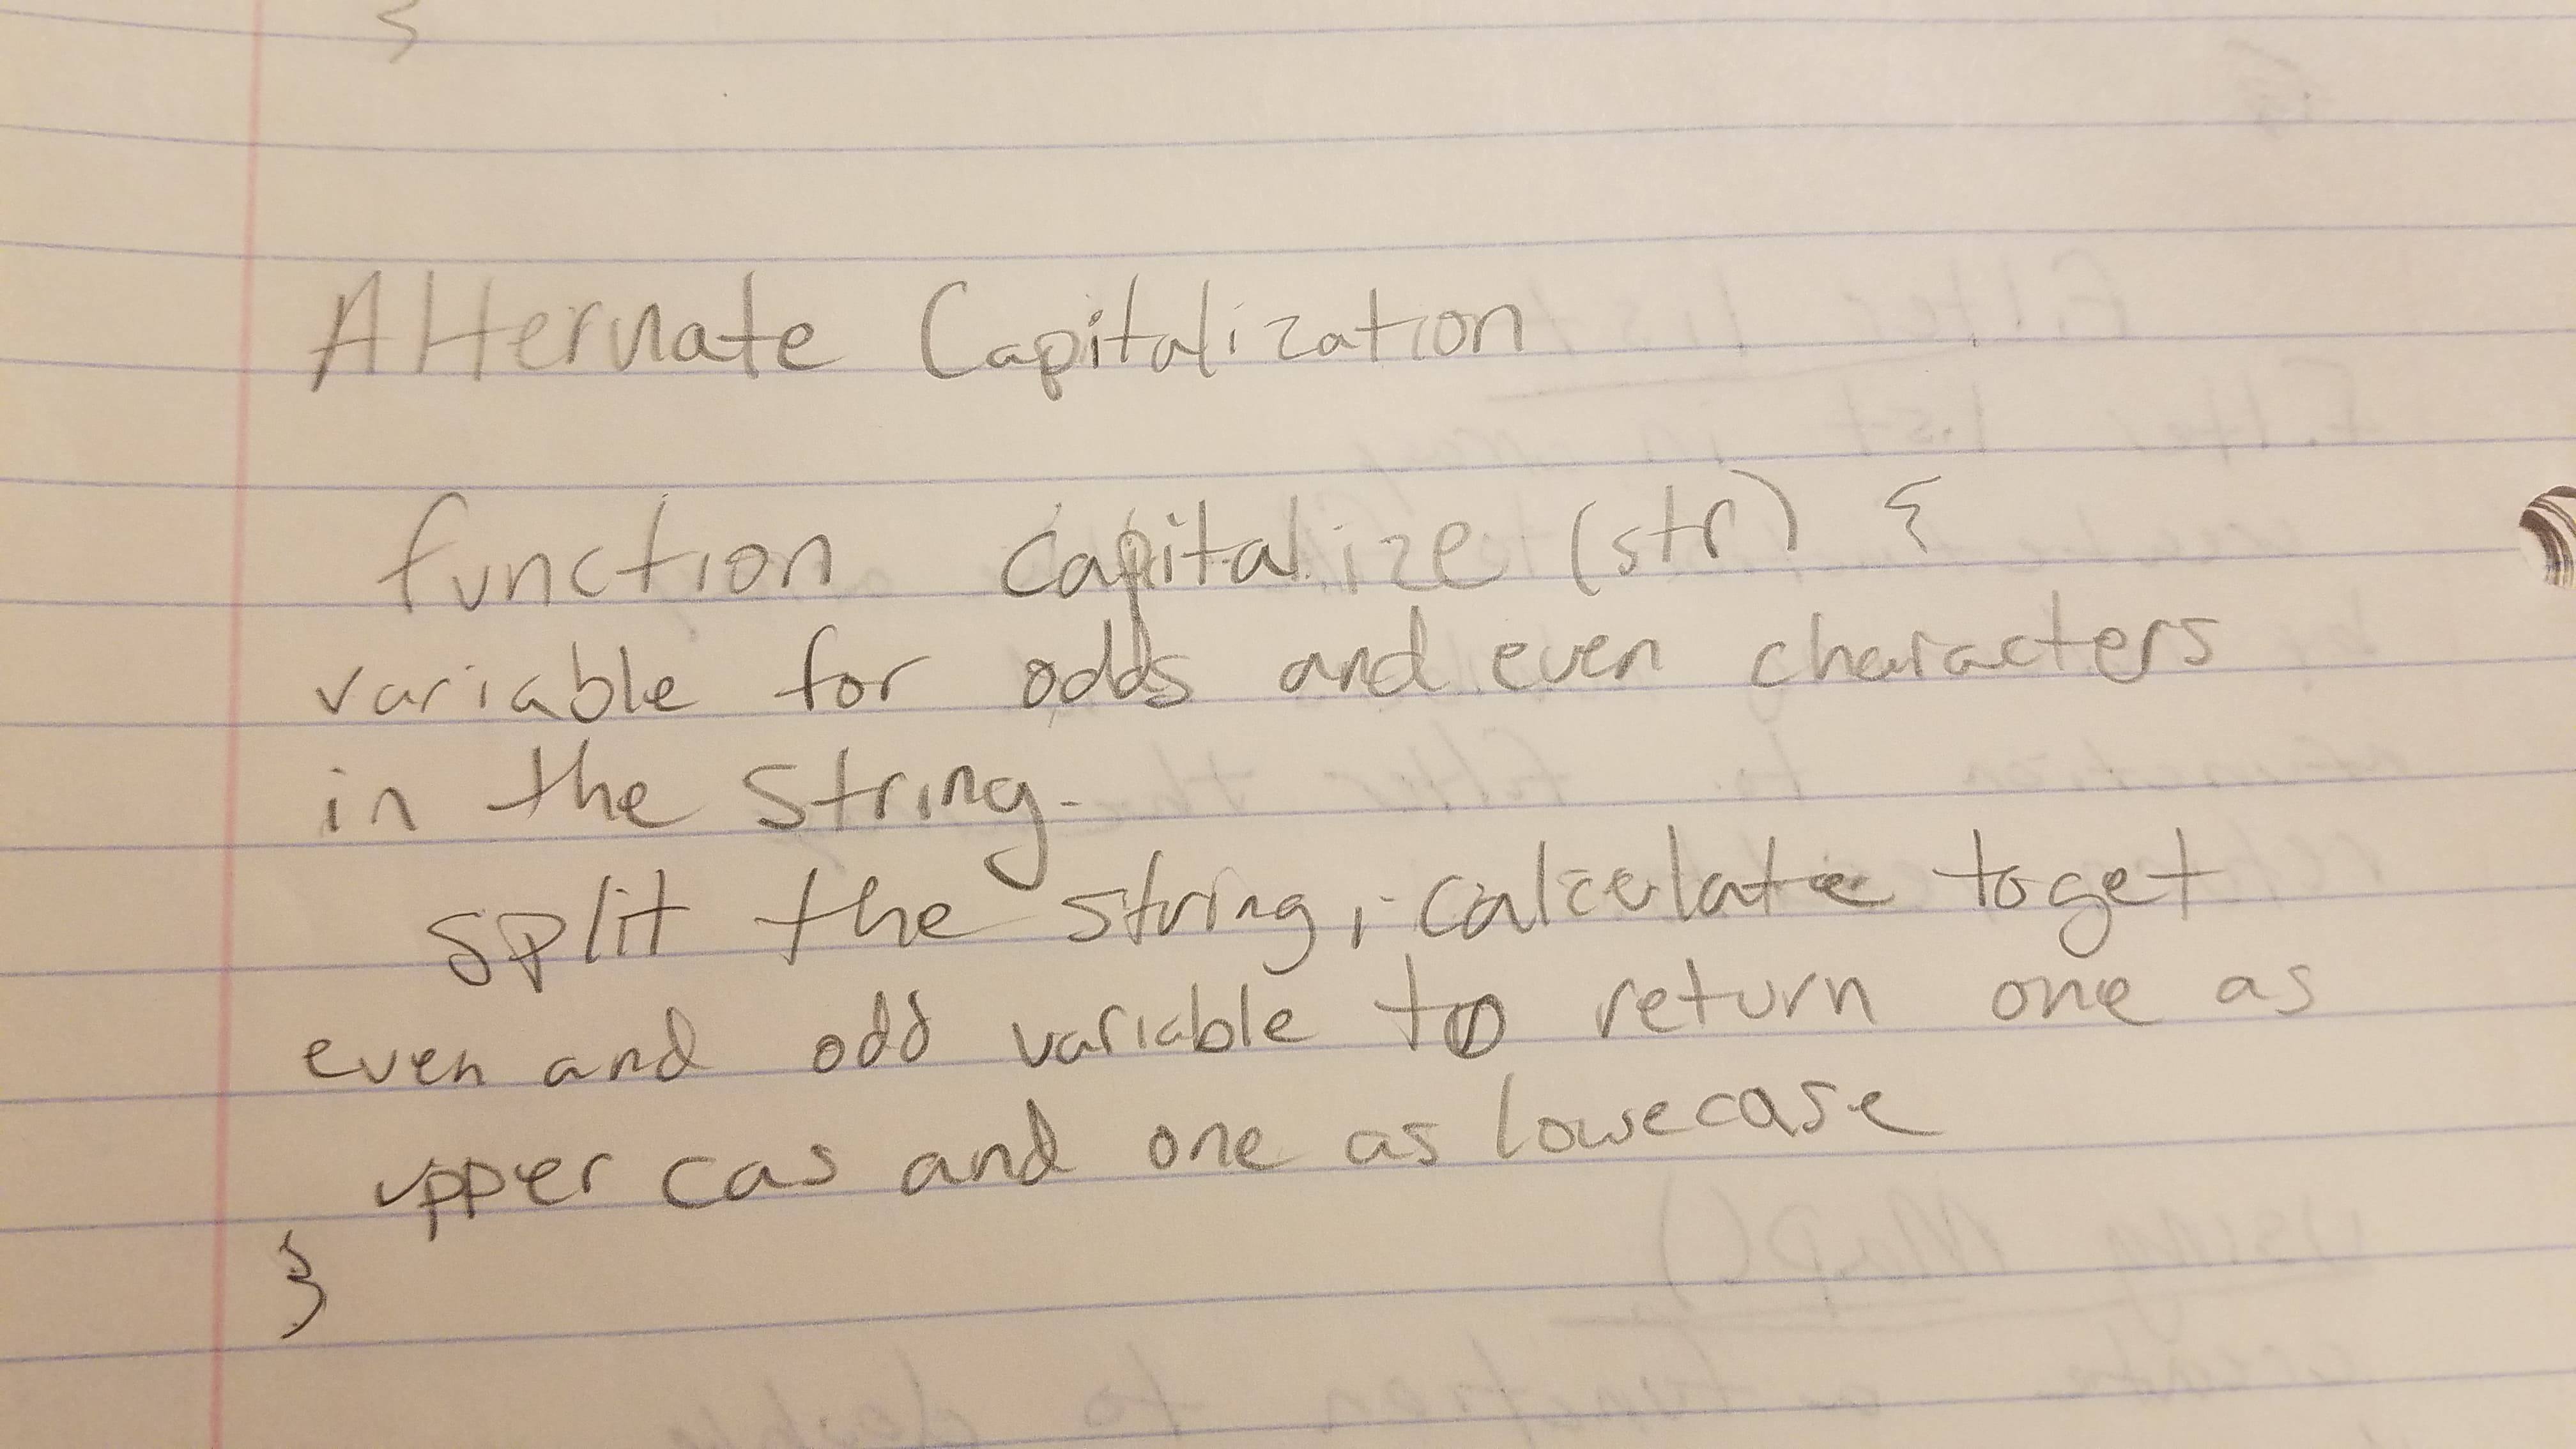 }
Alternate Capitalization
function capitalize (str) {
variable for odds and even characters
in the string.
split the string, calculate to get
even and odd variable to return one as
upper cas and one as lowecase
}